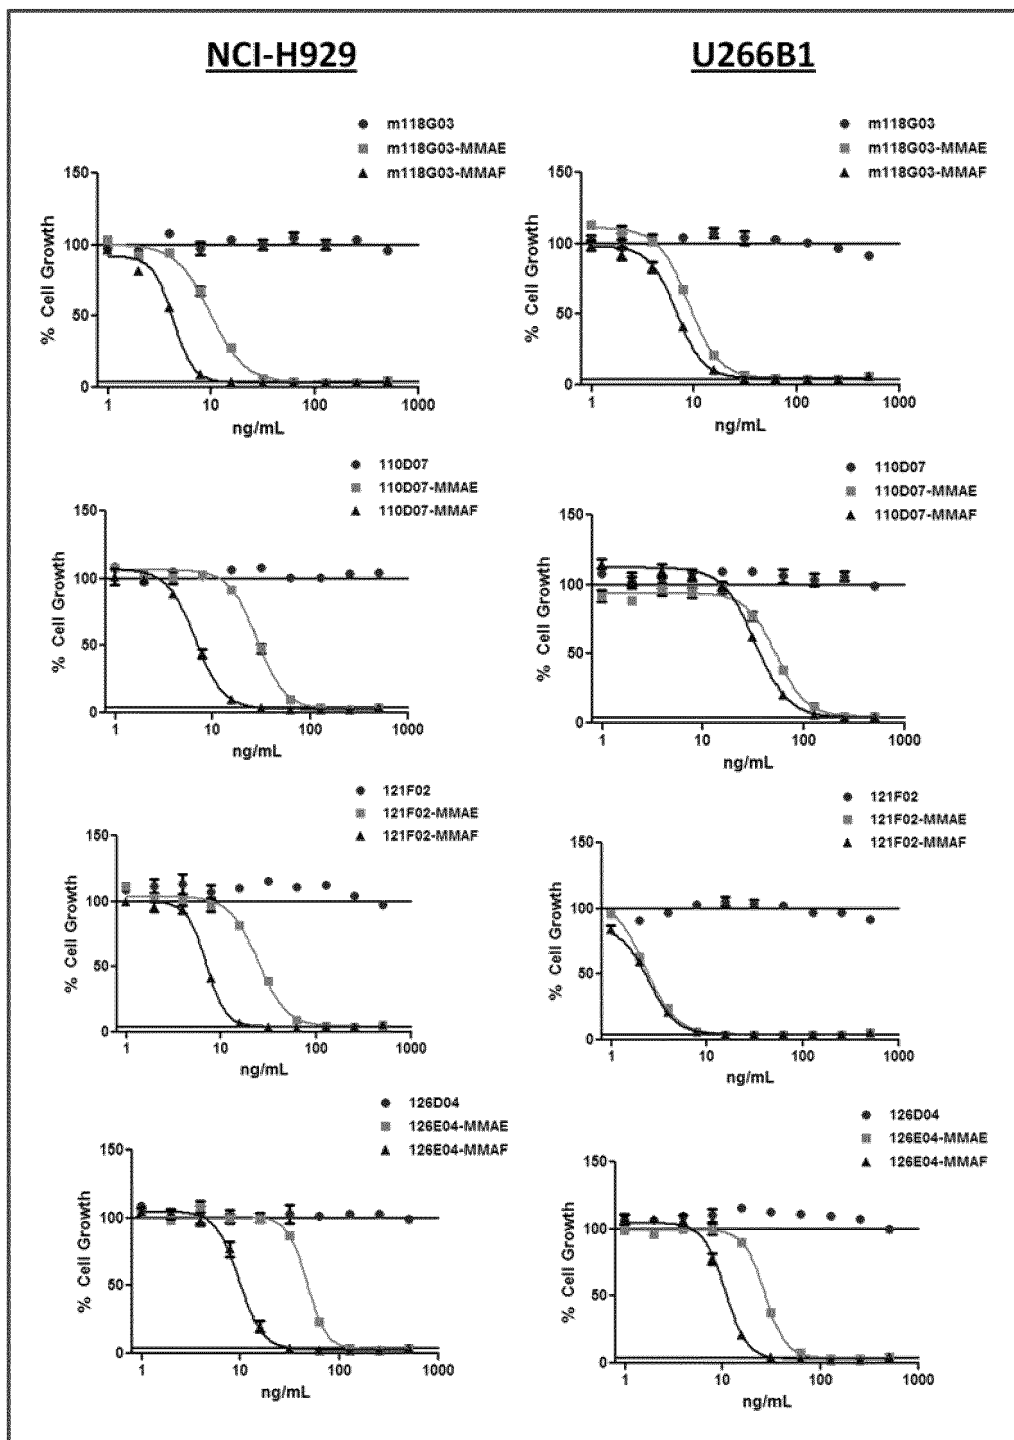 NCI-H929
U266B1
m118G03
m118G03-MMAE
m118G03-MMAF
150
100
50
0
% Cell Growth
1
10
100
1000
ng/mL
m118G03
m118G03-MMAE
m118G03-MMAF
150
100
50
0
% Cell Growth
1
10
100
1000
ng/mL
110D07
110D07-MMAE
110D07-MMAF
150
100
50
0
% Cell Growth
1
10
100
1000
ng/mL
110D07
110D07-MMAE
110D07-MMAF
150
100
50
0
% Cell Growth
1
10
100
1000
ng/mL
121F02
121F02-MMAE
121F02-MMAF
150
100
50
0
% Cell Growth
1
10
100
1000
ng/mL
121F02
121F02-MMAE
121F02-MMAF
150
100
50
0
% Cell Growth
1
10
100
1000
ng/mL
126D04
126E04-MMAE
126E04-MMAF
150
100
50
0
% Cell Growth
1
10
100
1000
ng/mL
126D04
126E04-MMAE
126E04-MMAF
150
100
50
0
% Cell Growth
1
10
100
1000
ng/mL